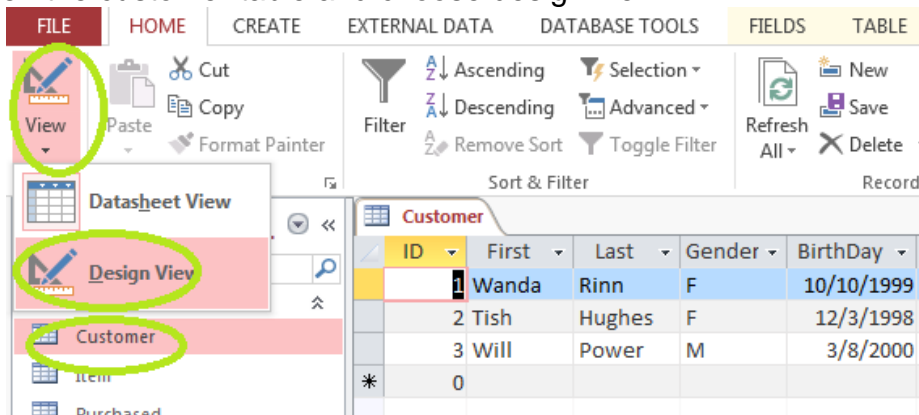 FILE HOME CREATE EXTERNAL DATA DATABASE TOOLS FIELDS TABLE
View
Paste
Cut
Copy
Format Painter
Filter
Ascending
Descending
Remove Sort
Selection
Advanced
Toggle Filter
Sort & Filter
Refresh
All
New
Save
Delete
Record
Datasheet View
Design View
Customer
Item
Purchased
Customer
ID First Last Gender BirthDay
1 Wanda Rinn F 10/10/1999
2 Tish Hughes F 12/3/1998
3 Will Power M 3/8/2000
* 0